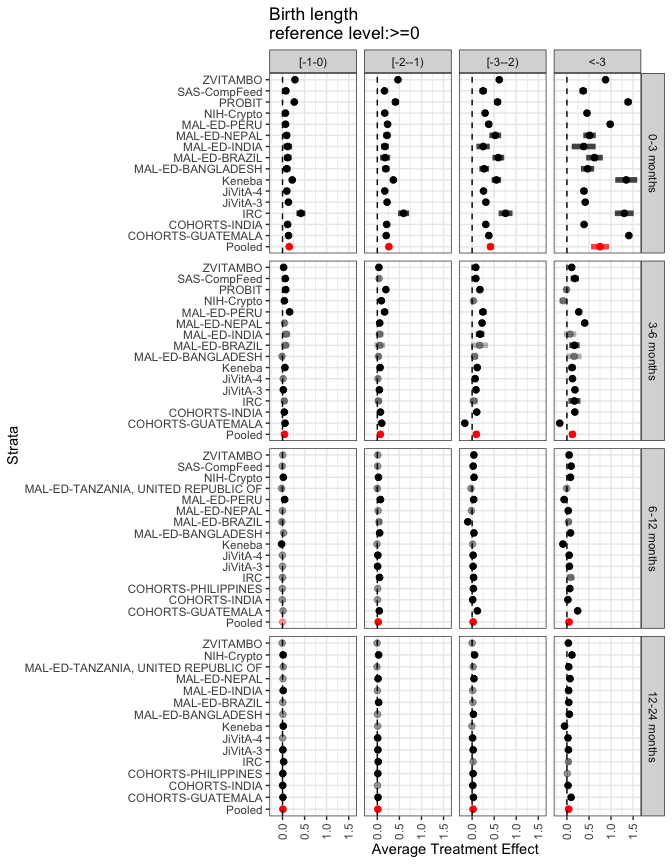 Birth length
reference level:>=0
[-1-0)
[-2--1)
[-3--2)
<-3
ZVITAMBO
SAS-CompFeed
PROBIT
NIH-Crypto
MAL-ED-PERU
MAL-ED-NEPAL
MAL-ED-INDIA
MAL-ED-BRAZIL
MAL-ED-BANGLADESH
Keneba
JiVitA-4
JiVitA-3
IRC
COHORTS-INDIA
COHORTS-GUATEMALA
Pooled
0-3 months
ZVITAMBO
SAS-CompFeed
PROBIT
NIH-Crypto
MAL-ED-PERU
MAL-ED-NEPAL
MAL-ED-INDIA
MAL-ED-BRAZIL
MAL-ED-BANGLADESH
Keneba
JiVitA-4
JiVitA-3
IRC
COHORTS-INDIA
COHORTS-GUATEMALA
Pooled
3-6 months
Strata
ZVITAMBO
SAS-CompFeed
NIH-Crypto
MAL-ED-TANZANIA, UNITED REPUBLIC OF
MAL-ED-PERU
MAL-ED-NEPAL
MAL-ED-BRAZIL
MAL-ED-BANGLADESH
Keneba
JiVitA-4
JiVitA-3
IRC
COHORTS-PHILIPPINES
COHORTS-INDIA
COHORTS-GUATEMALA
Pooled
6-12 months
ZVITAMBO
NIH-Crypto
MAL-ED-TANZANIA, UNITED REPUBLIC OF
MAL-ED-NEPAL
MAL-ED-INDIA
MAL-ED-BRAZIL
MAL-ED-BANGLADESH
Keneba
JiVitA-4
JiVitA-3
IRC
COHORTS-PHILIPPINES
COHORTS-INDIA
COHORTS-GUATEMALA
Pooled
12-24 months
0.0 0.5 1.0 1.5 0.0 0.5 1.0 1.5 0.0 0.5 1.0 1.5 0.0 0.5 1.0 1.5
Average Treatment Effect